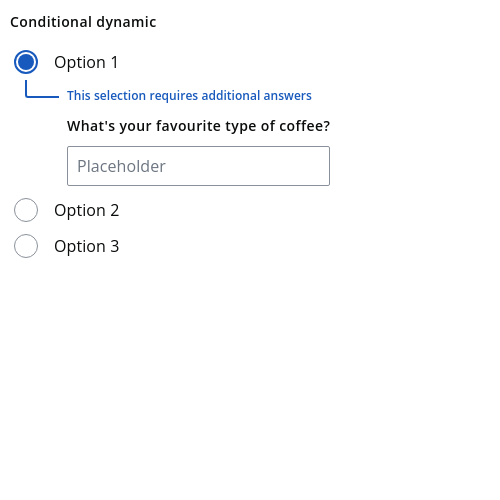 Conditional dynamic
Option 1
This selection requires additional answers
What's your favourite type of coffee?
Placeholder
Option 2
Option 3